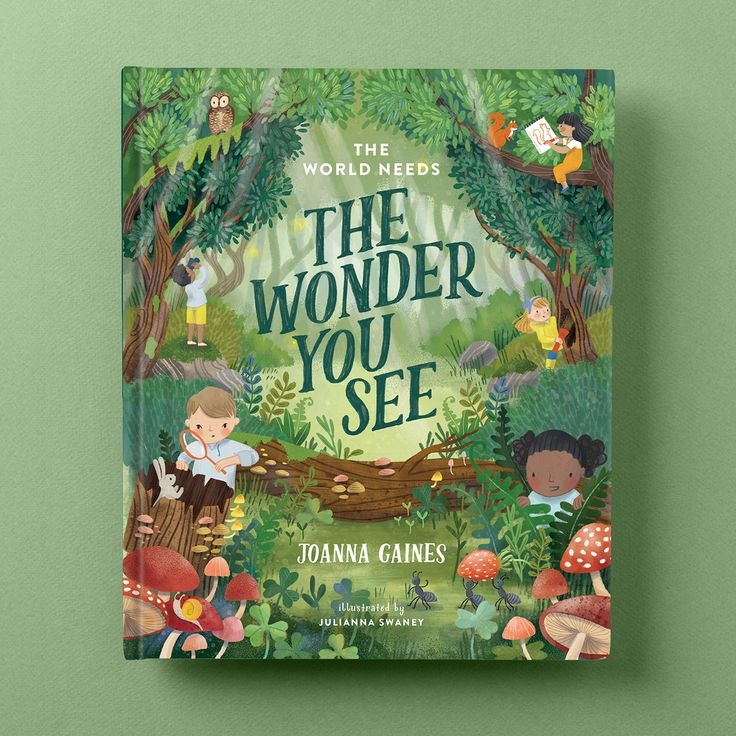 THE
WORLD NEEDS
THE
WONDER
YOU
SEE
JOANNA GAINES
illustrated by
JULIANNA SWANEY